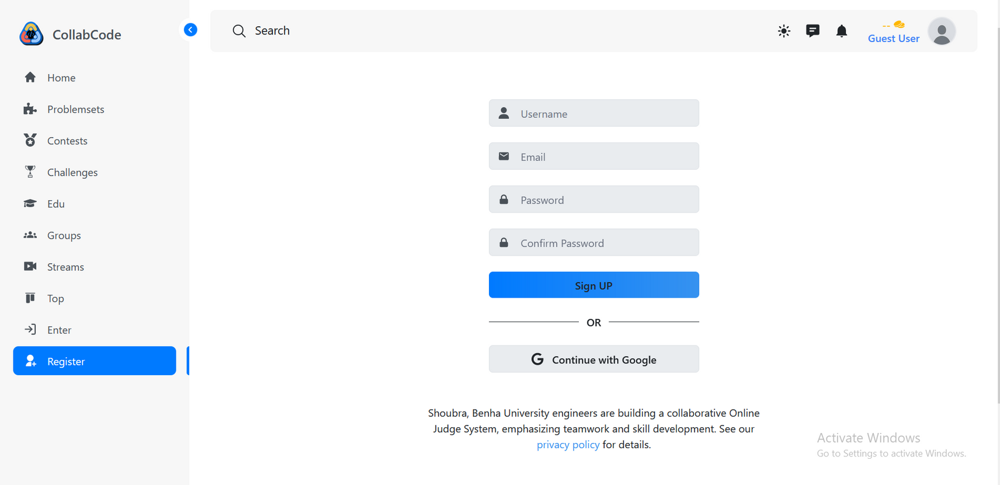 CollabCode
Home
Problemsets
Contests
Challenges
Edu
Groups
Streams
Top
Enter
Register
Search
--
Guest User
Username
Email
Password
Confirm Password
Sign UP
OR
G Continue with Google
Shoubra, Benha University engineers are building a collaborative Online
Judge System, emphasizing teamwork and skill development. See our
privacy policy for details.
Activate Windows
Go to Settings to activate Windows.